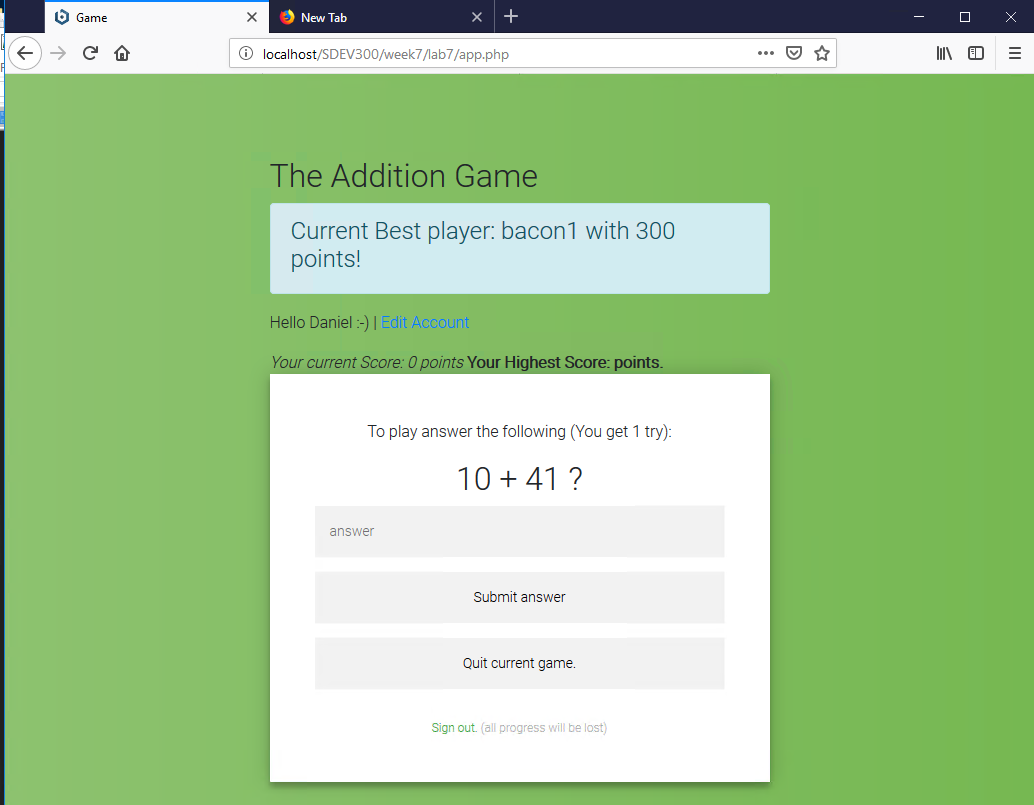 Game
New Tab
localhost/SDEV300/week7/lab7/app.php
The Addition Game
Current Best player: bacon1 with 300
points!
Hello Daniel :-) | Edit Account
Your current Score: 0 points Your Highest Score: points.
To play answer the following (You get 1 try):
10 + 41 ?
answer
Submit answer
Quit current game.
Sign out. (all progress will be lost)